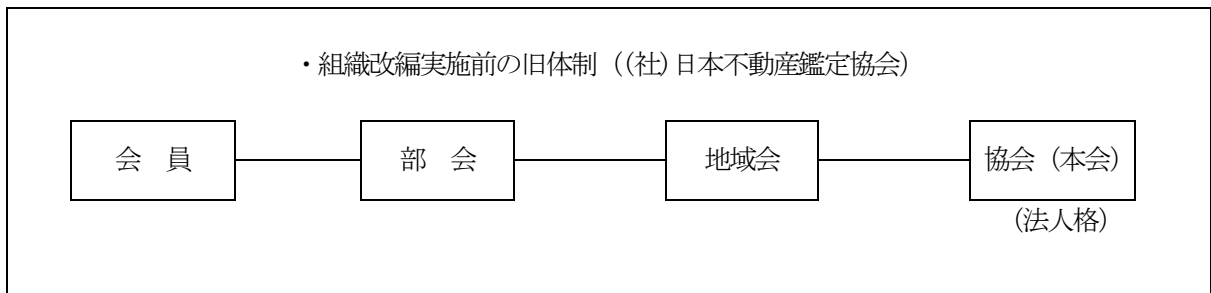 ・組織改編実施前の旧体制（(社)日本不動産鑑定協会）
会　員　部　会　地域会　協会（本会）
（法人格）